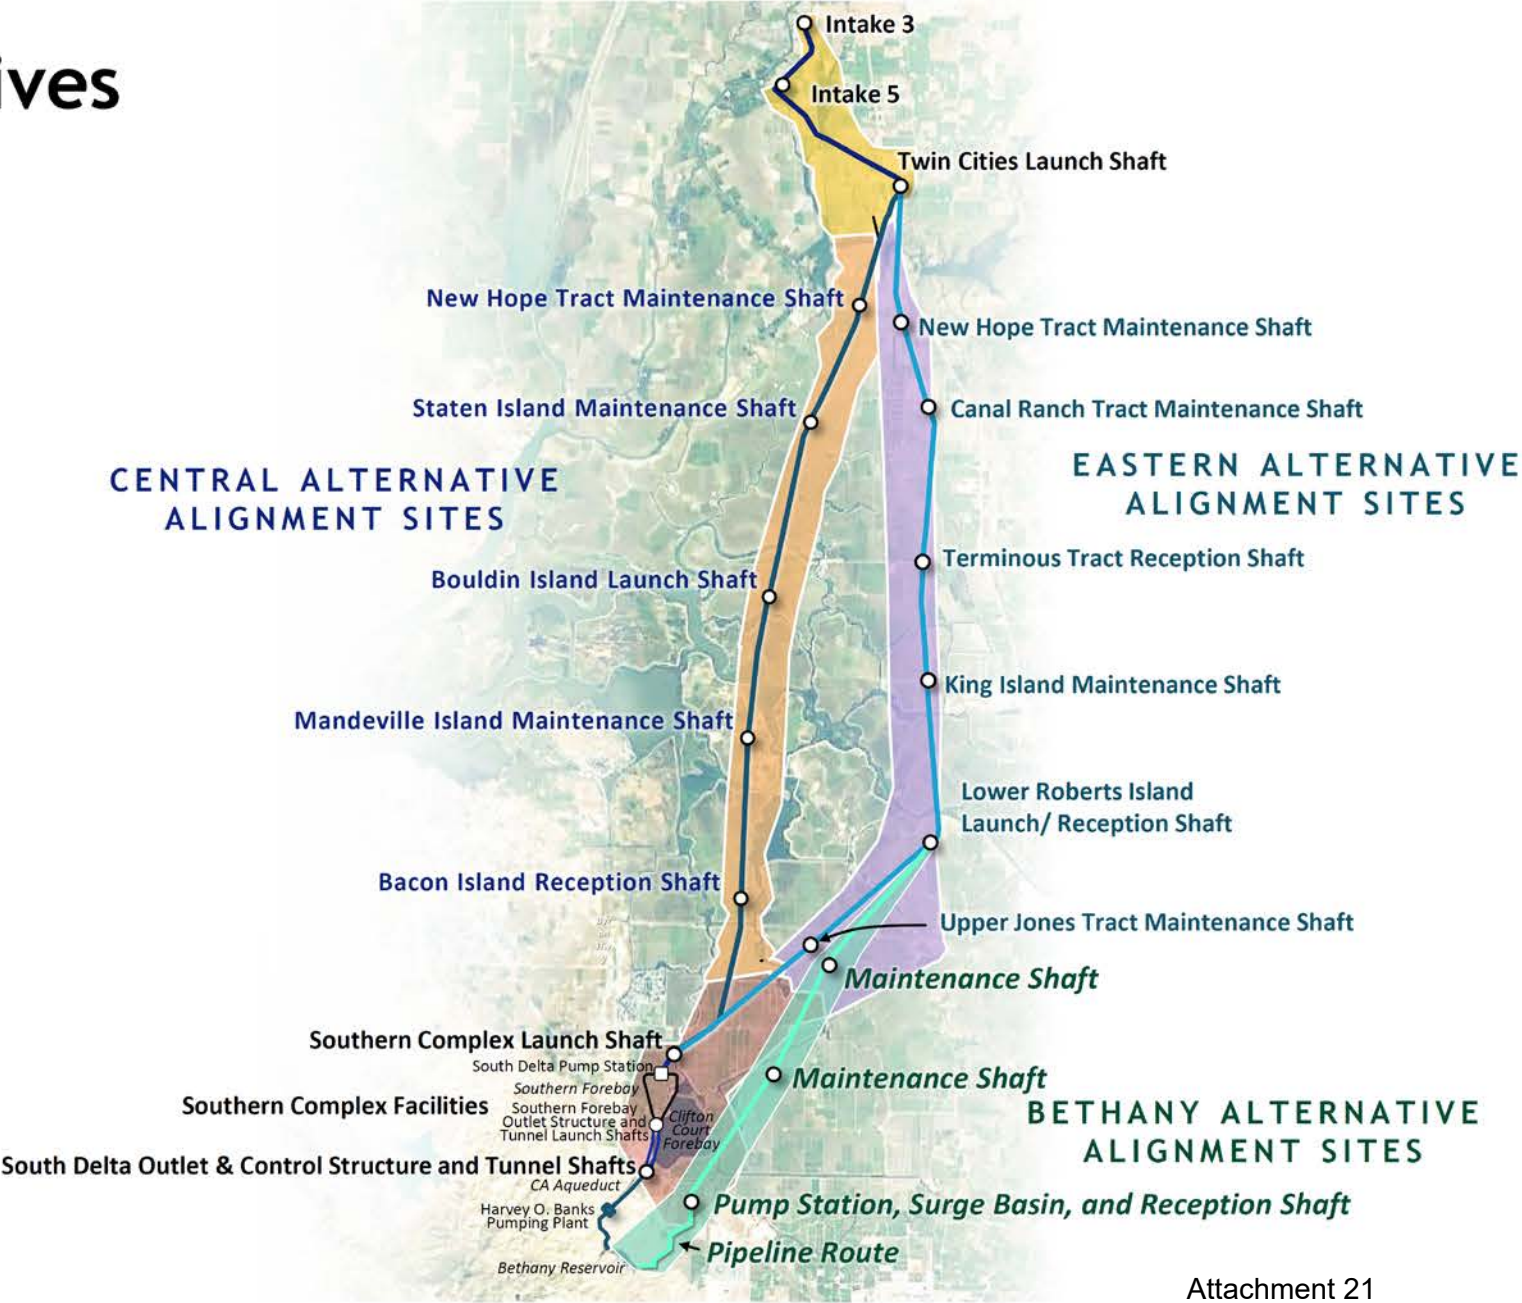 ives
Intake 3
Intake 5
Twin Cities Launch Shaft
New Hope Tract Maintenance Shaft
New Hope Tract Maintenance Shaft
Staten Island Maintenance Shaft
Canal Ranch Tract Maintenance Shaft
CENTRAL ALTERNATIVE
ALIGNMENT SITES
EASTERN ALTERNATIVE
ALIGNMENT SITES
Terminous Tract Reception Shaft
Bouldin Island Launch Shaft
King Island Maintenance Shaft
Mandeville Island Maintenance Shaft
Lower Roberts Island
Launch/ Reception Shaft
Bacon Island Reception Shaft
Upper Jones Tract Maintenance Shaft
Maintenance Shaft
Southern Complex Launch Shaft
South Delta Pump Station
Southern Forebay
Maintenance Shaft
Southern Complex Facilities
Southern Forebay
Outlet Structure and
Tunnel Launch Shafts
Clifton
Court
Forebay
BETHANY ALTERNATIVE
ALIGNMENT SITES
South Delta Outlet & Control Structure and Tunnel Shafts
CA Aqueduct
Harvey O. Banks
Pumping Plant
Pump Station, Surge Basin, and Reception Shaft
Pipeline Route
Bethany Reservoir
Attachment 21